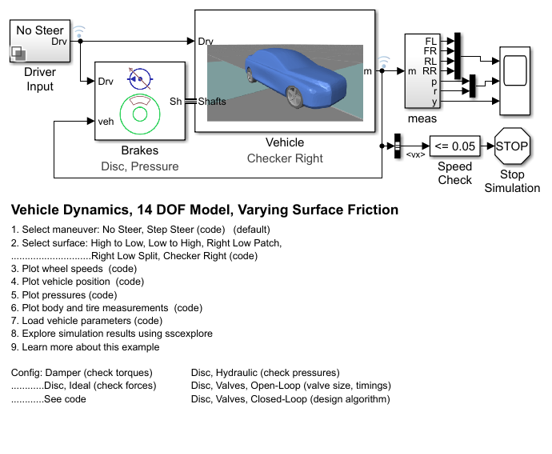 No Steer
Drv
Driver
Input
Drv
veh
Sh
Brakes
Disc, Pressure
Drv
Shafts
m
Vehicle
Checker Right
m
FL
FR
RL
RR
p
r
y
meas
<vx>
<= 0.05
Speed
Check
STOP
Stop
Simulation
Vehicle Dynamics, 14 DOF Model, Varying Surface Friction
1. Select maneuver: No Steer, Step Steer (code) (default)
2. Select surface: High to Low, Low to High, Right Low Patch,
............................Right Low Split, Checker Right (code)
3. Plot wheel speeds (code)
4. Plot vehicle position (code)
5. Plot pressures (code)
6. Plot body and tire measurements (code)
7. Load vehicle parameters (code)
8. Explore simulation results using sscexplore
9. Learn more about this example
Config: Damper (check torques) Disc, Hydraulic (check pressures)
............Disc, Ideal (check forces) Disc, Valves, Open-Loop (valve size, timings)
............See code Disc, Valves, Closed-Loop (design algorithm)